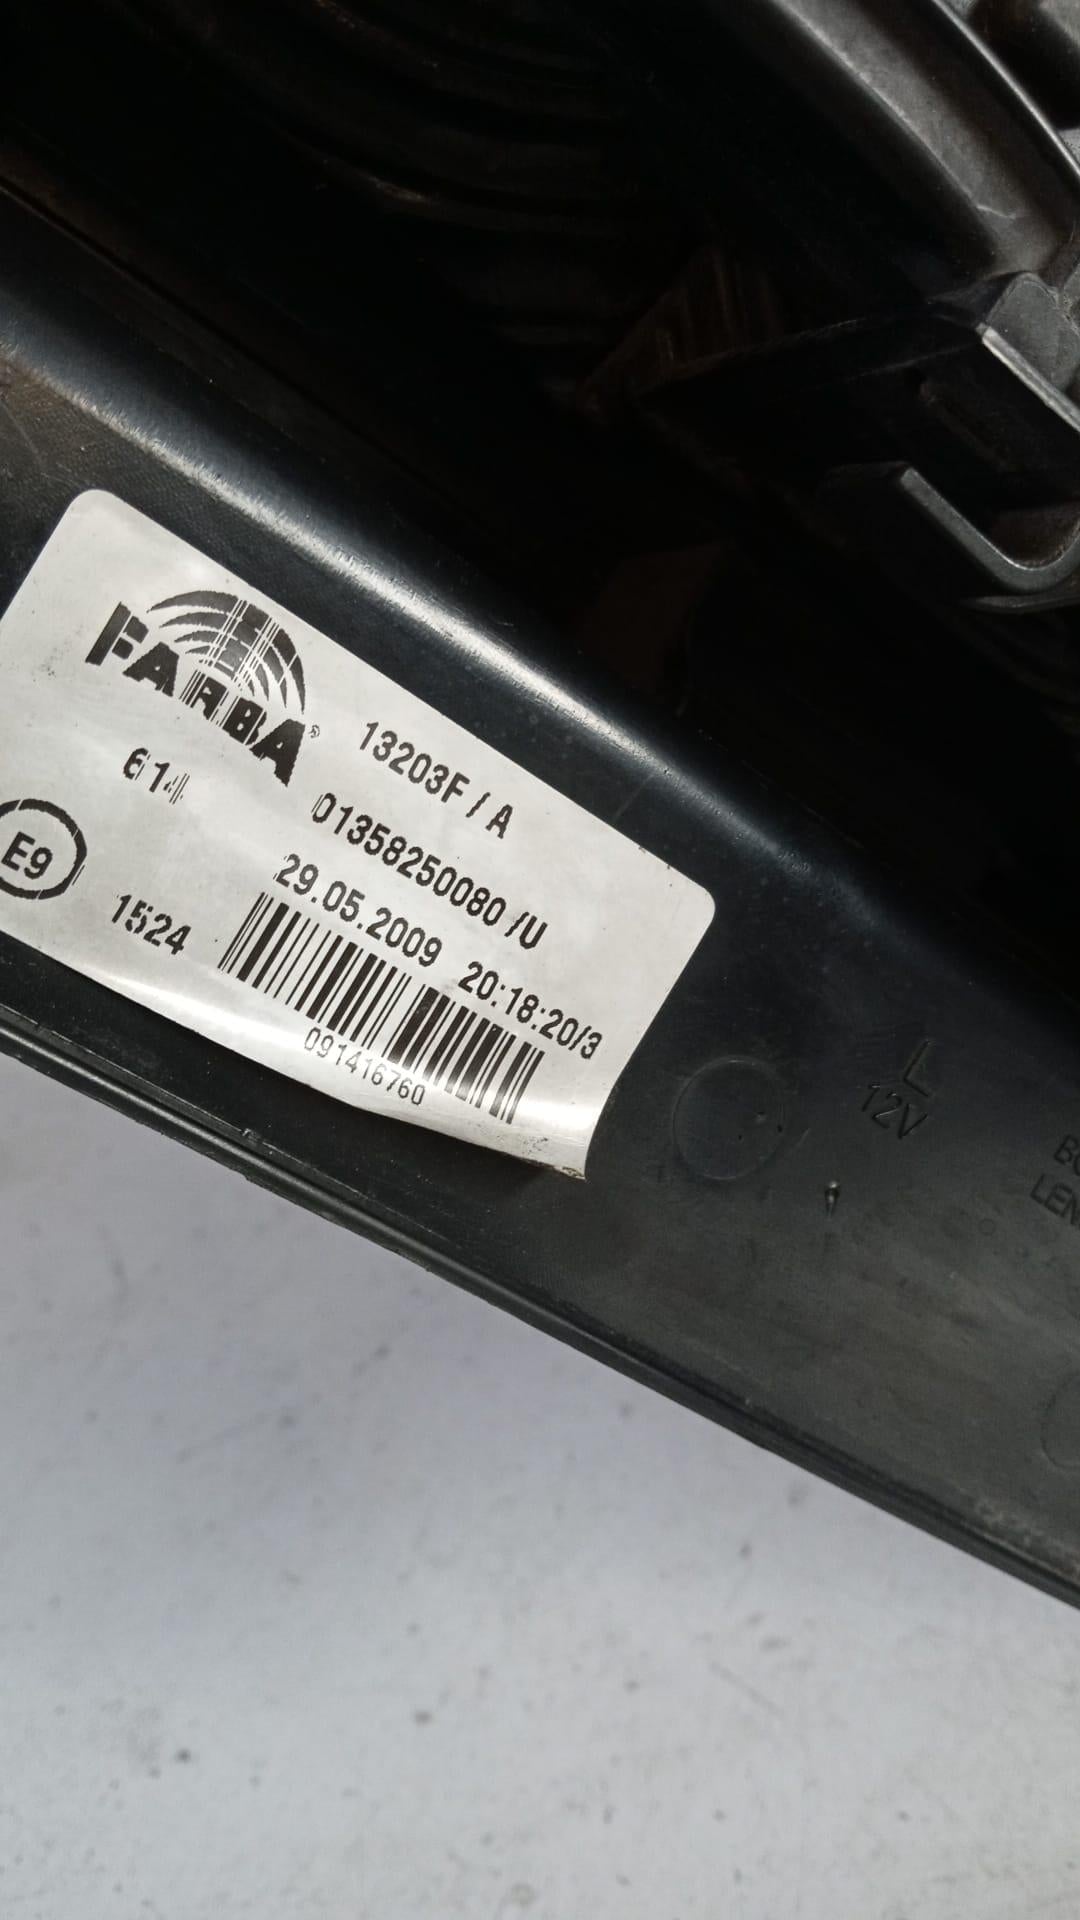 FARBA®
13203F / A
614
01358250080 /U
E9
29.05.2009 20:18:20/3
1524
091416760
L
12V